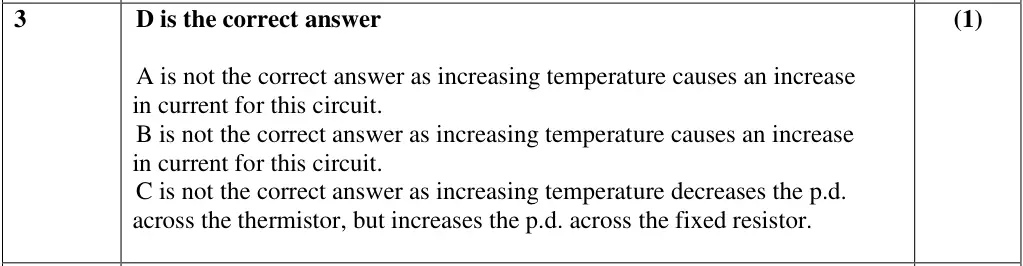 3 D is the correct answer (1)
A is not the correct answer as increasing temperature causes an increase
in current for this circuit.
B is not the correct answer as increasing temperature causes an increase
in current for this circuit.
C is not the correct answer as increasing temperature decreases the p.d.
across the thermistor, but increases the p.d. across the fixed resistor.